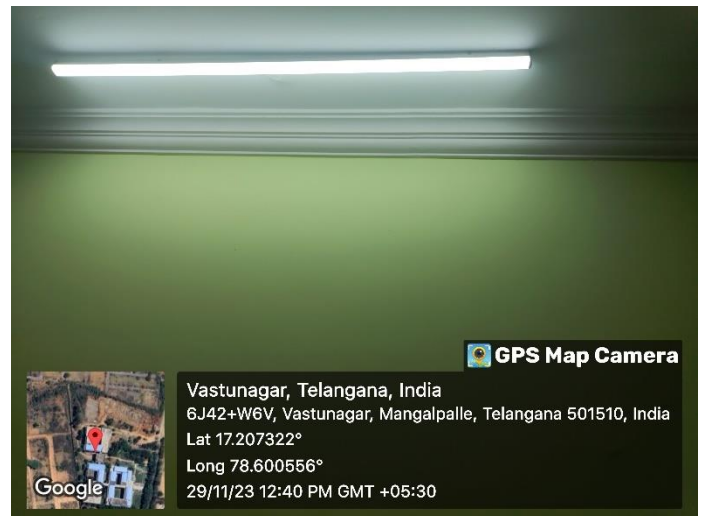 GPS Map Camera
Vastunagar, Telangana, India
6J42+W6V, Vastunagar, Mangalpalle, Telangana 501510, India
Lat 17.207322°
Long 78.600556°
29/11/23 12:40 PM GMT +05:30
Google